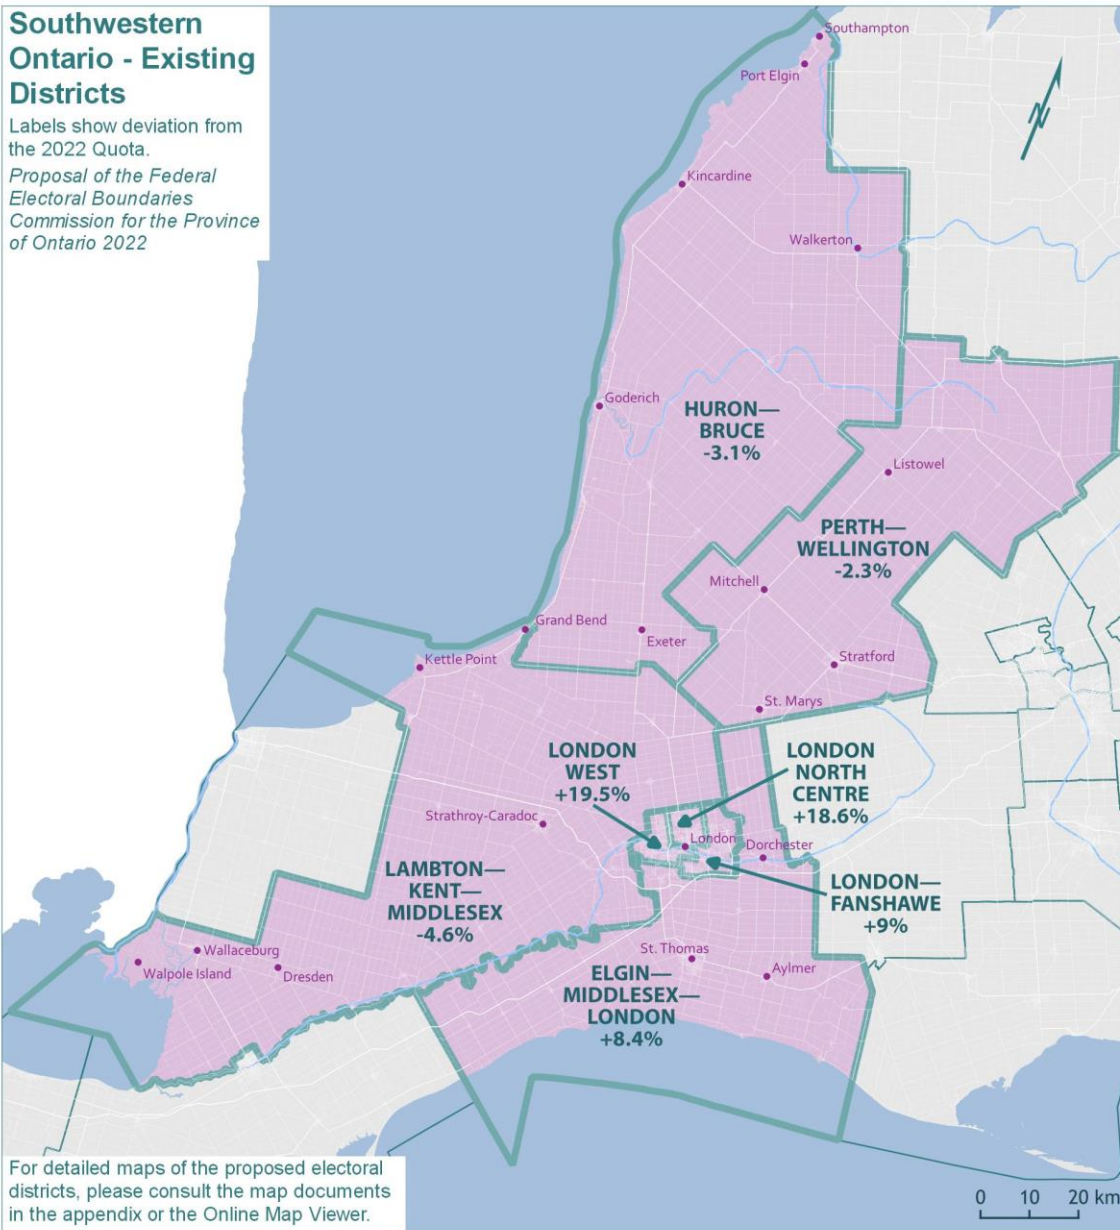 Southwestern
Ontario - Existing
Districts
Labels show deviation from
the 2022 Quota.
Proposal of the Federal
Electoral Boundaries
Commission for the Province
of Ontario 2022
Southampton
Port Elgin
Kincardine
Walkerton
Goderich
HURON—
BRUCE
-3.1%
Listowel
PERTH—
WELLINGTON
-2.3%
Mitchell
Grand Bend
Exeter
Kettle Point
Stratford
St. Marys
LONDON
WEST
+19.5%
LONDON
NORTH
CENTRE
+18.6%
Strathroy-Caradoc
London
Dorchester
LAMBTON—
KENT—
MIDDLESEX
-4.6%
LONDON—
FANSHAWE
+9%
Wallaceburg
Walpole Island
Dresden
St. Thomas
Aylmer
ELGIN—
MIDDLESEX—
LONDON
+8.4%
For detailed maps of the proposed electoral
districts, please consult the map documents
in the appendix or the Online Map Viewer.
0 10 20 km
N